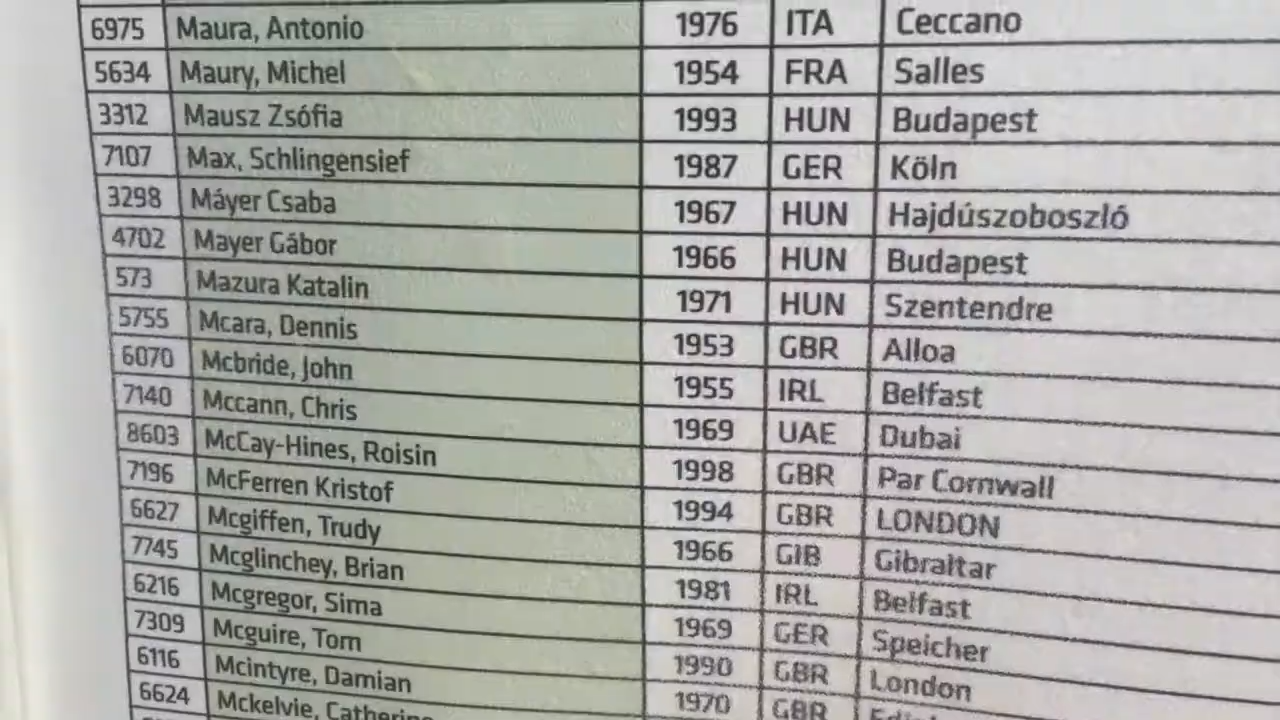 6975 Maura, Antonio 1976 ITA Ceccano
5634 Maury, Michel 1954 FRA Salles
3312 Mausz Zsófia 1993 HUN Budapest
7107 Max, Schlingensief 1987 GER Köln
3298 Máyer Csaba 1967 HUN Hajdúszoboszló
4702 Mayer Gábor 1966 HUN Budapest
573 Mazura Katalin 1971 HUN Szentendre
5755 Mcara, Dennis 1953 GBR Alloa
6070 Mcbride, John 1955 IRL Belfast
7140 Mccann, Chris 1969 UAE Dubai
8603 McCay-Hines, Roisin 1998 GBR Par Cornwall
7196 McFerren Kristof 1994 GBR LONDON
6627 Mcgiffen, Trudy 1966 GIB Gibraltar
7745 Mcglinchey, Brian 1981 IRL Belfast
6216 Mcgregor, Sima 1969 GER Speicher
7309 Mcguire, Tom 1990 GBR London
6116 Mcintyre, Damian 1970 GBR
6624 Mckelvie, Catherine